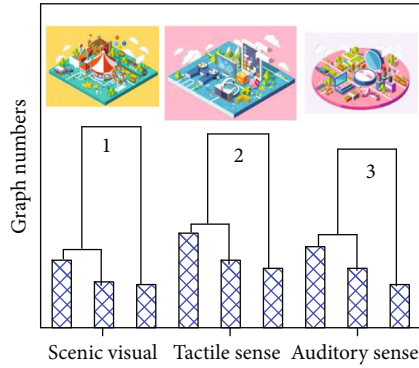 Graph numbers
1
2
3
Scenic visual
Tactile sense
Auditory sense